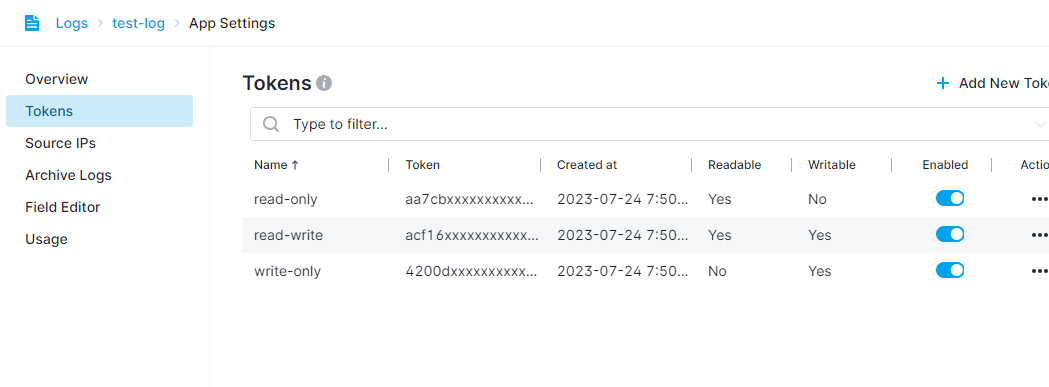 Logs > test-log > App Settings
Overview
Tokens
Source IPs
Archive Logs
Field Editor
Usage
Tokens
+ Add New Toke
Type to filter...
Name ↑ Token Created at Readable Writable Enabled Actio
read-only aa7cbxxxxxxxxxx... 2023-07-24 7:50... Yes No
read-write acf16xxxxxxxxxxx... 2023-07-24 7:50... Yes Yes
write-only 4200dxxxxxxxxxx... 2023-07-24 7:50... No Yes